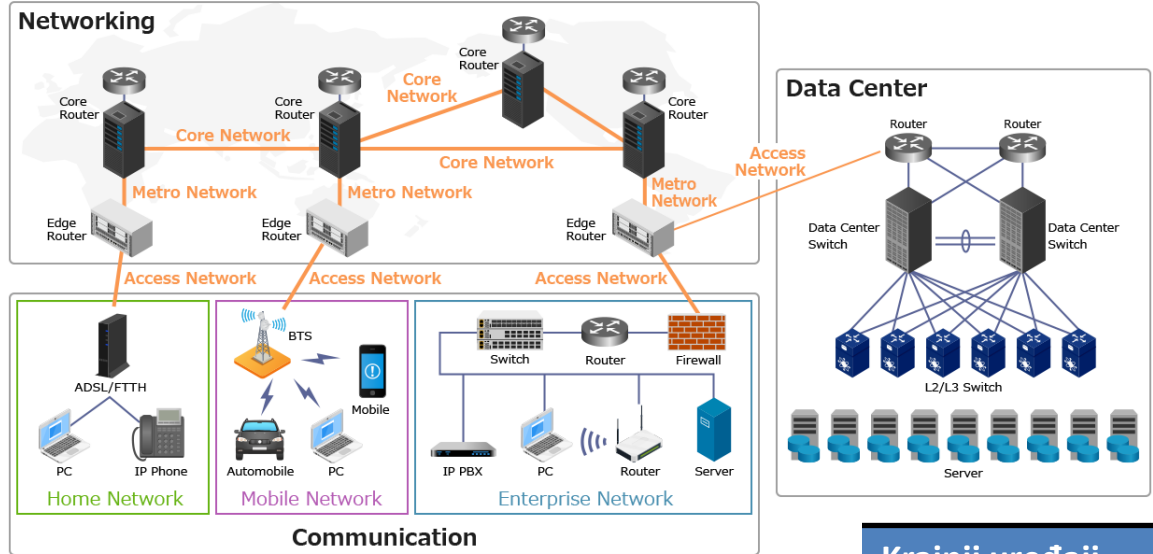 Networking
Core
Router
Core
Router
Core
Router
Core
Router
Core
Network
Core Network
Core Network
Metro Network
Metro Network
Metro
Network
Edge
Router
Edge
Router
Edge
Router
Access Network
Access Network
Access Network
Access
Network
ADSL/FTTH
PC
IP Phone
Home Network
BTS
Mobile
Automobile
PC
Mobile Network
Switch
Router
Firewall
IP PBX
PC
Router
Server
Enterprise Network
Communication
Data Center
Router
Router
Data Center
Switch
Data Center
Switch
L2/L3 Switch
Server
Krajnji uređaji